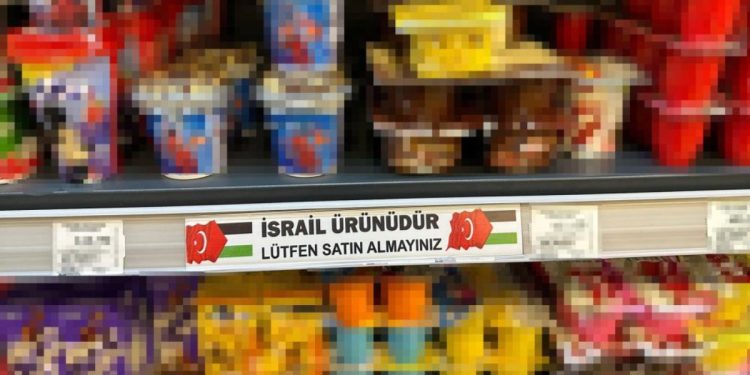 İSRAİL ÜRÜNÜDÜR
LÜTFEN SATIN ALMAYINIZ